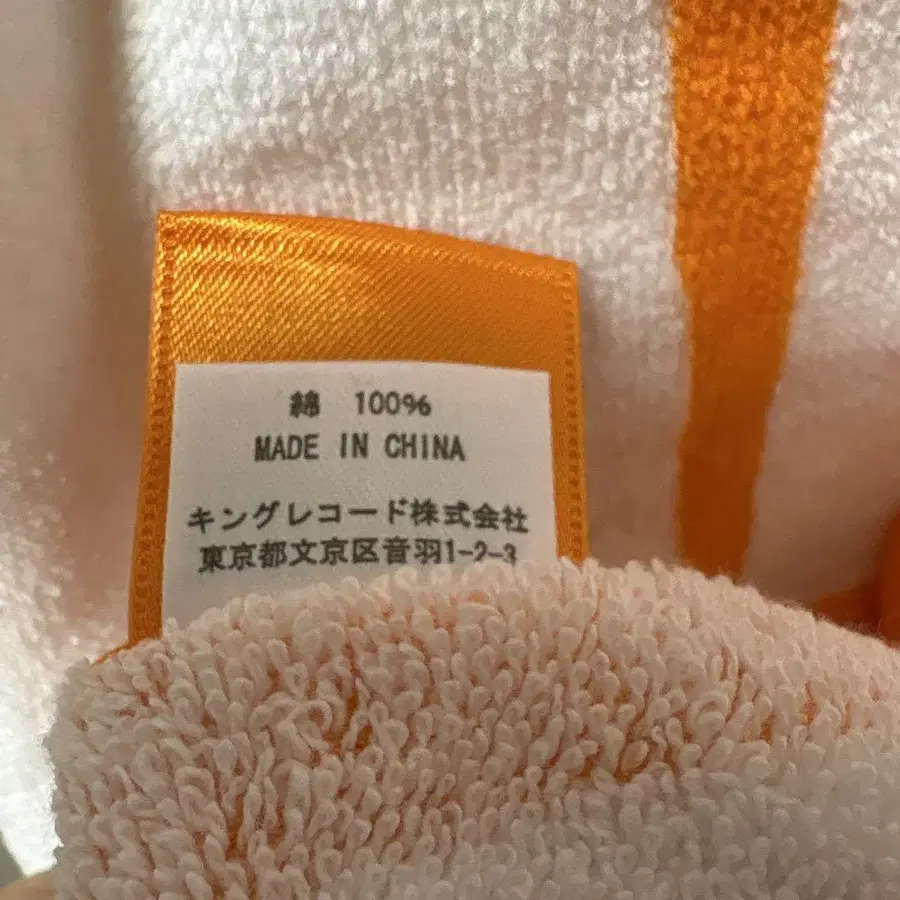 綿 100%
MADE IN CHINA
キングレコード株式会社
東京都文京区音羽1-2-3